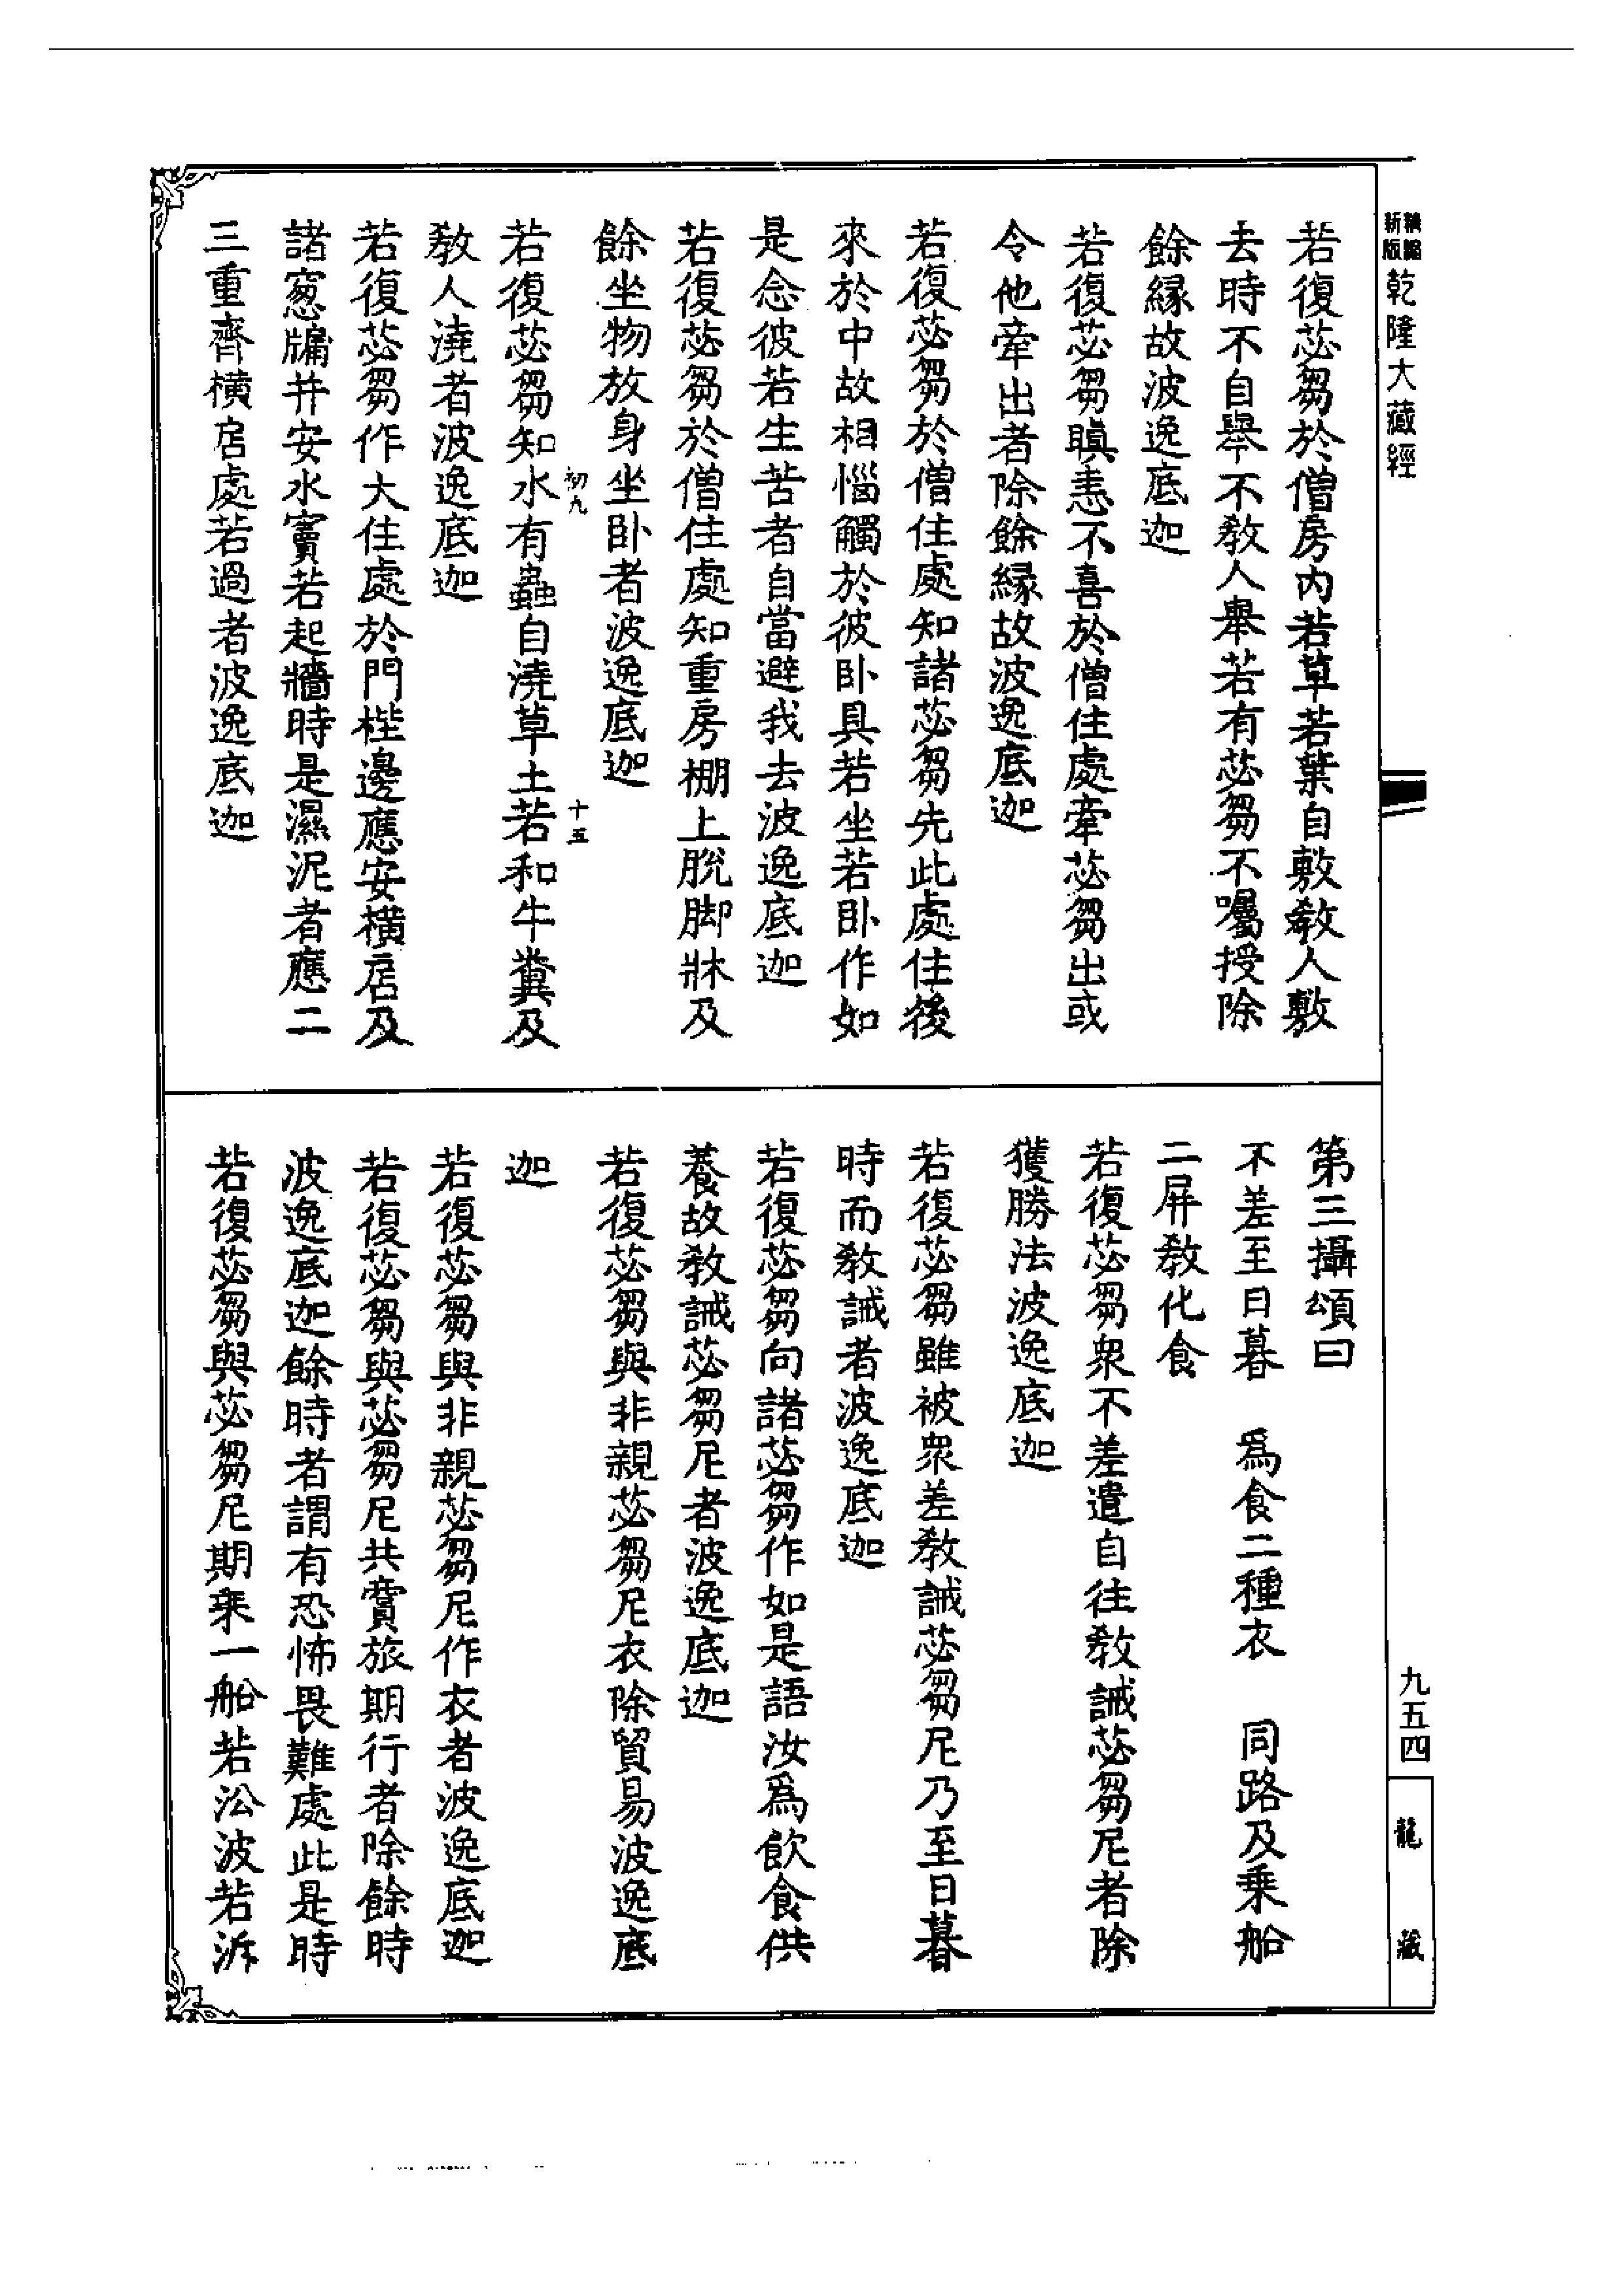 精縮新版乾隆大藏經
若復苾芻於僧房內若草若葉自敷教人敷
去時不自舉不教人舉若有苾芻不囑授除
餘緣故波逸底迦
若復苾芻瞋恚不喜於僧住處牽苾芻出或
令他牽出者除餘緣故波逸底迦
若復苾芻於僧住處知諸苾芻先此處住後
來於中故相惱觸於彼卧具若坐若卧作如
是念彼若生苦者自當避我去波逸底迦
若復苾芻於僧住處知重房棚上脫脚牀及
餘坐物放身坐卧者波逸底迦
初九
十五
若復苾芻知水有蟲自澆草土若和牛糞及
教人澆者波逸底迦
若復苾芻作大住處於門梐邊應安橫扂及
諸窗牖并安水竇若起牆時是濕泥者應二
三重齊橫扂處若過者波逸底迦
第三攝頌曰
不差至日暮　爲食二種衣　同路及乘船
二屏教化食
若復苾芻衆不差遣自往教誡苾芻尼者除
獲勝法波逸底迦
若復苾芻雖被衆差教誡苾芻尼乃至日暮
時而教誡者波逸底迦
若復苾芻向諸苾芻作如是語汝爲飲食供
養故教誡苾芻尼者波逸底迦
若復苾芻與非親苾芻尼衣除貿易波逸底
迦
若復苾芻與非親苾芻尼作衣者波逸底迦
若復苾芻與苾芻尼共賣旅期行者除餘時
波逸底迦餘時者謂有恐怖畏難處此是時
若復苾芻與苾芻尼期乘一船若㳂波若泝
九五四
龍藏